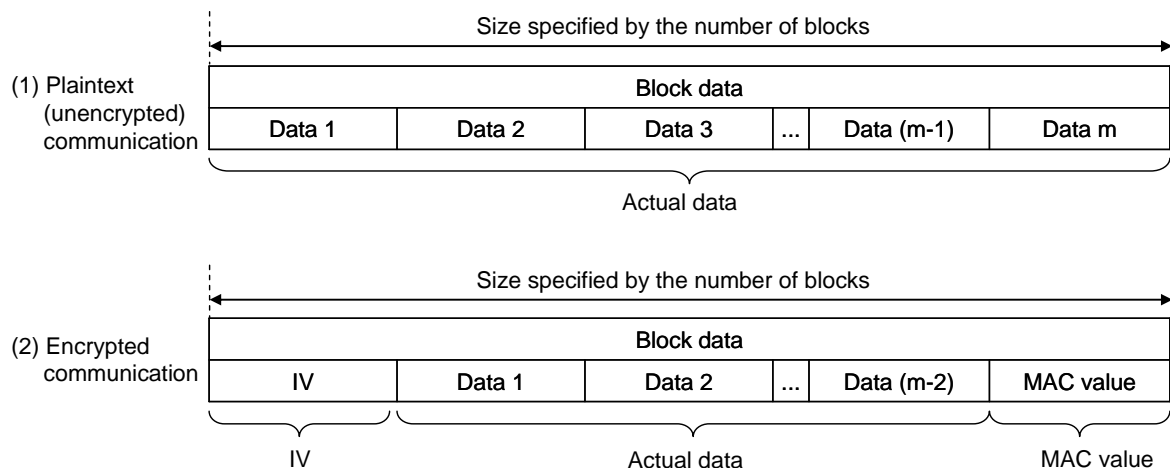 Size specified by the number of blocks
(1) Plaintext
(unencrypted)
communication
Block data
Data 1 Data 2 Data 3 ... Data (m-1) Data m
Actual data
Size specified by the number of blocks
(2) Encrypted
communication
Block data
IV Data 1 Data 2 ... Data (m-2) MAC value
IV Actual data MAC value